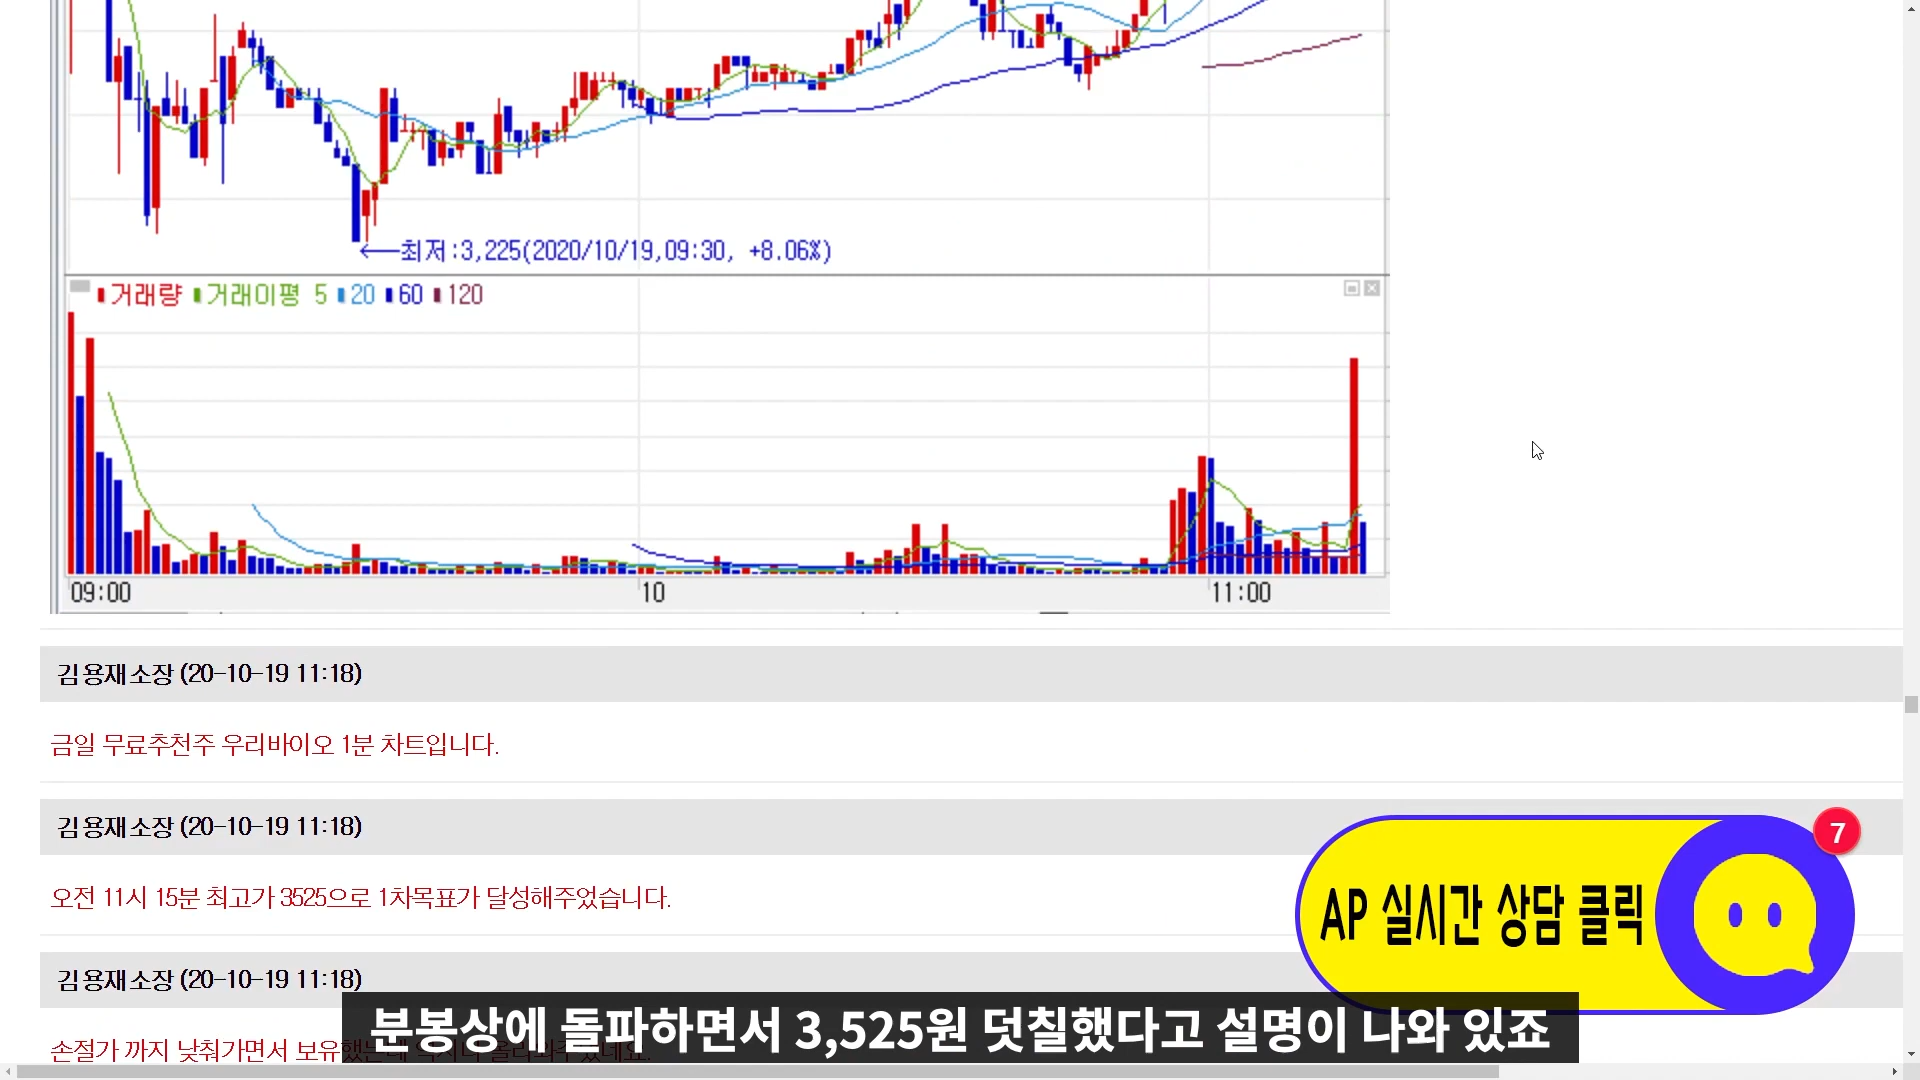 최저:3,225(2020/10/19,09:30, +8.06%)
거래량 거래이평 5 20 60 120
09:00 10 11:00
김용재소장 (20-10-19 11:18)
금일 무료추천주 우리바이오 1분 차트입니다.
김용재소장 (20-10-19 11:18)
7
오전 11시 15분 최고가 3525으로 1차목표가 달성해주었습니다.
AP 실시간 상담 클릭
김용재소장 (20-10-19 11:18)
손절가 까지 낮춰가면서
분봉상에 돌파하면서 3,525원 덧칠했다고 설명이 나와 있죠